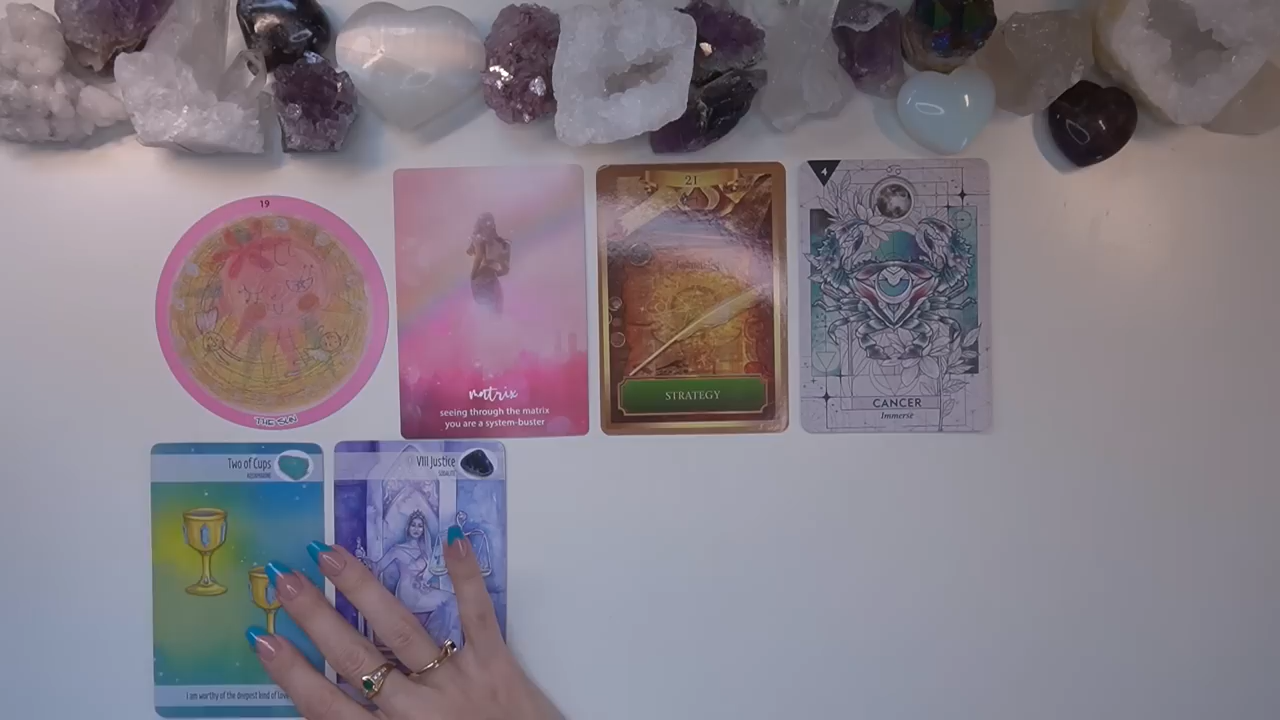 19
THE SUN
matrix
seeing through the matrix
you are a system-buster
21
STRATEGY
4
CANCER
Immerse
Two of Cups
I am worthy of the deepest kind of love
VIII Justice
SODALITE